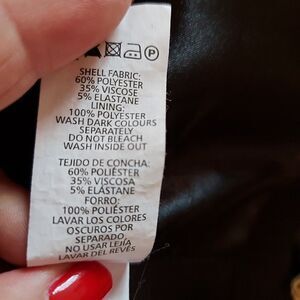 P
SHELL FABRIC:
60% POLYESTER
35% VISCOSE
5% ELASTANE
LINING:
100% POLYESTER
WASH DARK COLOURS
SEPARATELY
DO NOT BLEACH
WASH INSIDE OUT
TEJIDO DE CONCHA:
60% POLIÉSTER
35% VISCOSA
5% ELASTANE
FORRO:
100% POLIÉSTER
LAVAR LOS COLORES
OSCUROS POR
SEPARADO
NO USAR LEJÍA
LAVAR DEL REVÉS